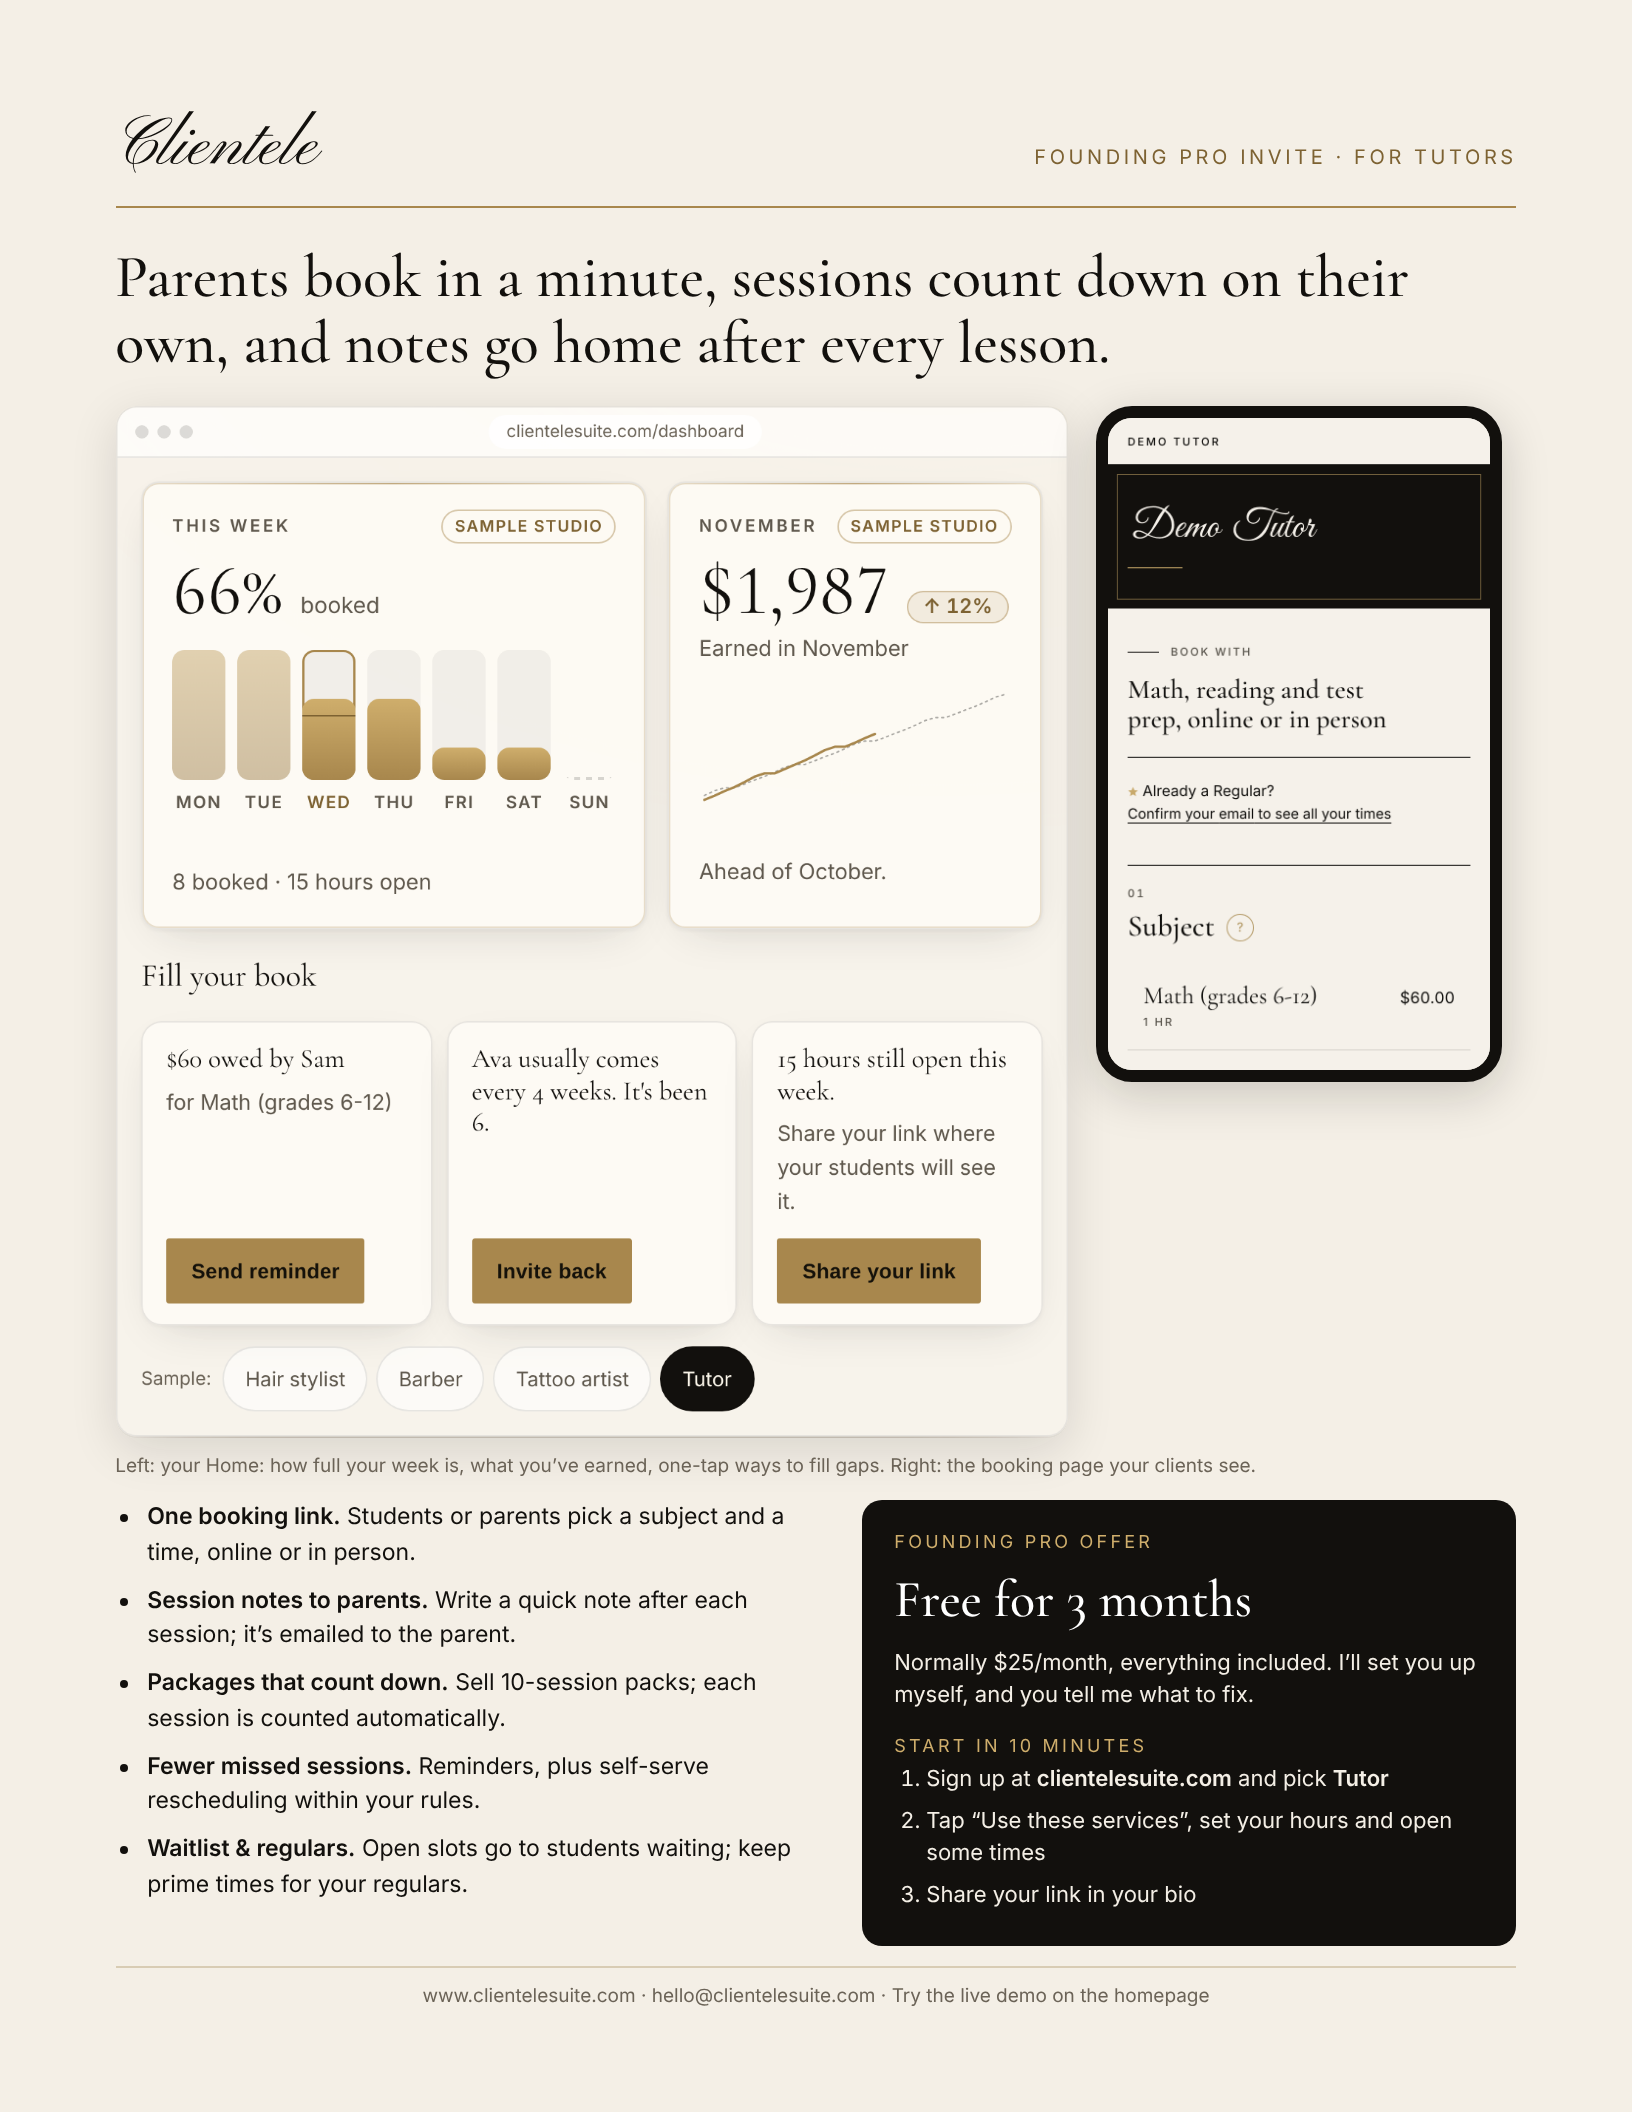 Clientele
FOUNDING PRO INVITE · FOR TUTORS
Parents book in a minute, sessions count down on their
own, and notes go home after every lesson.
clientelesuite.com/dashboard
THIS WEEK
SAMPLE STUDIO
66% booked
MON TUE WED THU FRI SAT SUN
8 booked · 15 hours open
NOVEMBER
SAMPLE STUDIO
$1,987 ↑ 12%
Earned in November
Ahead of October.
Fill your book
$60 owed by Sam
for Math (grades 6-12)
Send reminder
Ava usually comes
every 4 weeks. It's been
6.
Invite back
15 hours still open this
week.
Share your link where
your students will see
it.
Share your link
Sample: Hair stylist Barber Tattoo artist Tutor
DEMO TUTOR
Demo Tutor
BOOK WITH
Math, reading and test
prep, online or in person
★ Already a Regular?
Confirm your email to see all your times
01
Subject ?
Math (grades 6-12) $60.00
1 HR
Left: your Home: how full your week is, what you’ve earned, one-tap ways to fill gaps. Right: the booking page your clients see.
• One booking link. Students or parents pick a subject and a
time, online or in person.
• Session notes to parents. Write a quick note after each
session; it’s emailed to the parent.
• Packages that count down. Sell 10-session packs; each
session is counted automatically.
• Fewer missed sessions. Reminders, plus self-serve
rescheduling within your rules.
• Waitlist & regulars. Open slots go to students waiting; keep
prime times for your regulars.
FOUNDING PRO OFFER
Free for 3 months
Normally $25/month, everything included. I’ll set you up
myself, and you tell me what to fix.
START IN 10 MINUTES
1. Sign up at clientelesuite.com and pick Tutor
2. Tap “Use these services”, set your hours and open
some times
3. Share your link in your bio
www.clientelesuite.com · hello@clientelesuite.com · Try the live demo on the homepage